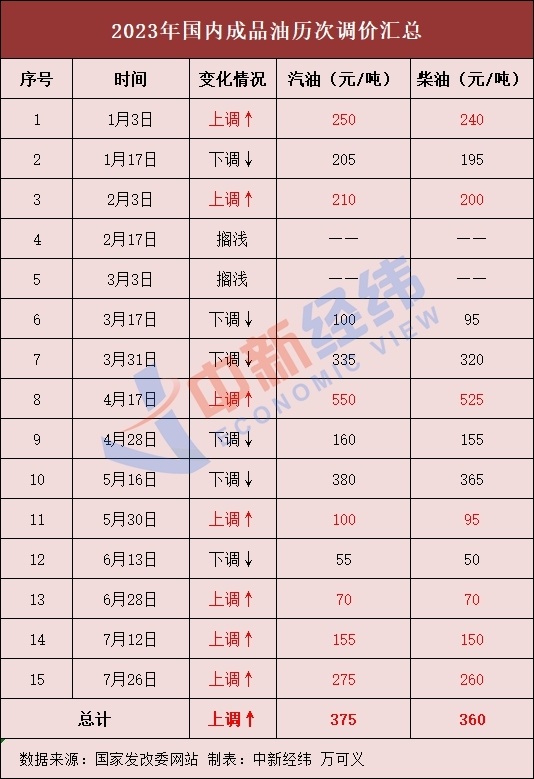 2023年国内成品油历次调价汇总
序号 时间 变化情况 汽油（元/吨） 柴油（元/吨）
1 1月3日 上调↑ 250 240
2 1月17日 下调↓ 205 195
3 2月3日 上调↑ 210 200
4 2月17日 搁浅 —— ——
5 3月3日 搁浅 —— ——
6 3月17日 下调↓ 100 95
7 3月31日 下调↓ 335 320
8 4月17日 上调↑ 550 525
9 4月28日 下调↓ 160 155
10 5月16日 下调↓ 380 365
11 5月30日 上调↑ 100 95
12 6月13日 下调↓ 55 50
13 6月28日 上调↑ 70 70
14 7月12日 上调↑ 155 150
15 7月26日 上调↑ 275 260
总计 上调↑ 375 360
数据来源：国家发改委网站 制表：中新经纬 万可义
中新经纬
ECONOMIC VIEW